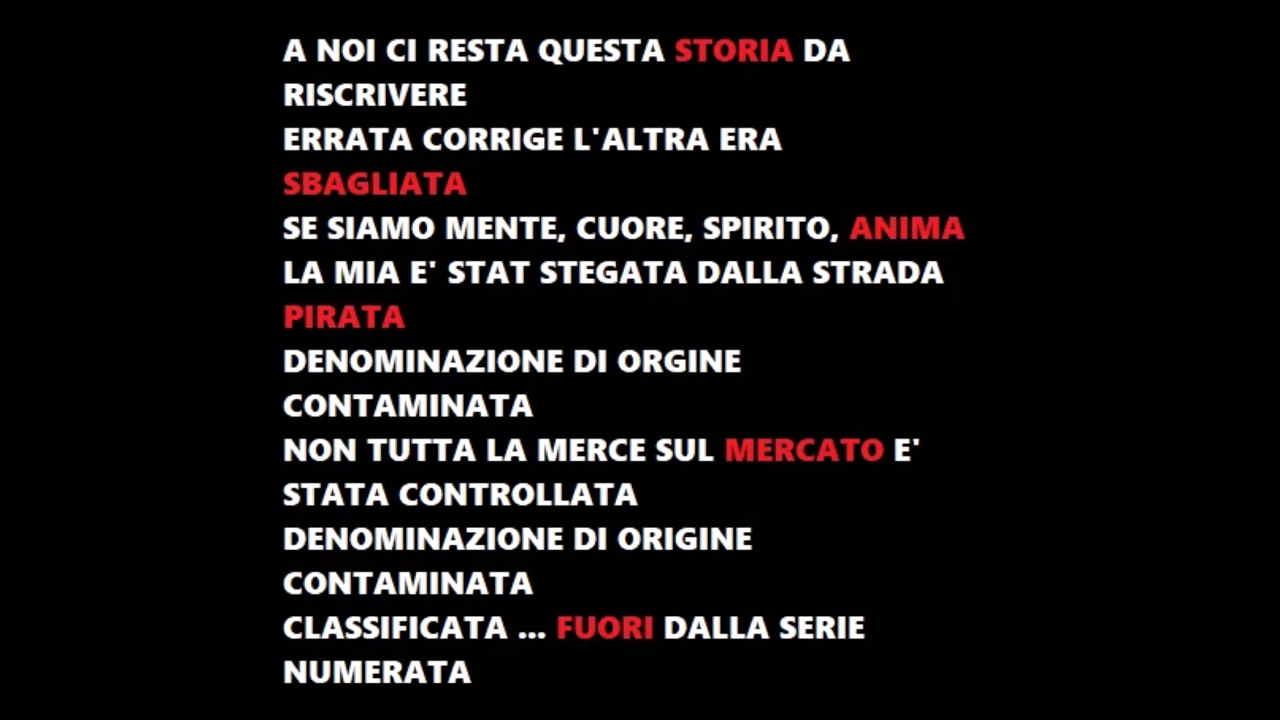 A NOI CI RESTA QUESTA STORIA DA
RISCRIVERE
ERRATA CORRIGE L'ALTRA ERA
SBAGLIATA
SE SIAMO MENTE, CUORE, SPIRITO, ANIMA
LA MIA E' STAT STEGATA DALLA STRADA
PIRATA
DENOMINAZIONE DI ORGINE
CONTAMINATA
NON TUTTA LA MERCE SUL MERCATO E'
STATA CONTROLLATA
DENOMINAZIONE DI ORIGINE
CONTAMINATA
CLASSIFICATA ... FUORI DALLA SERIE
NUMERATA